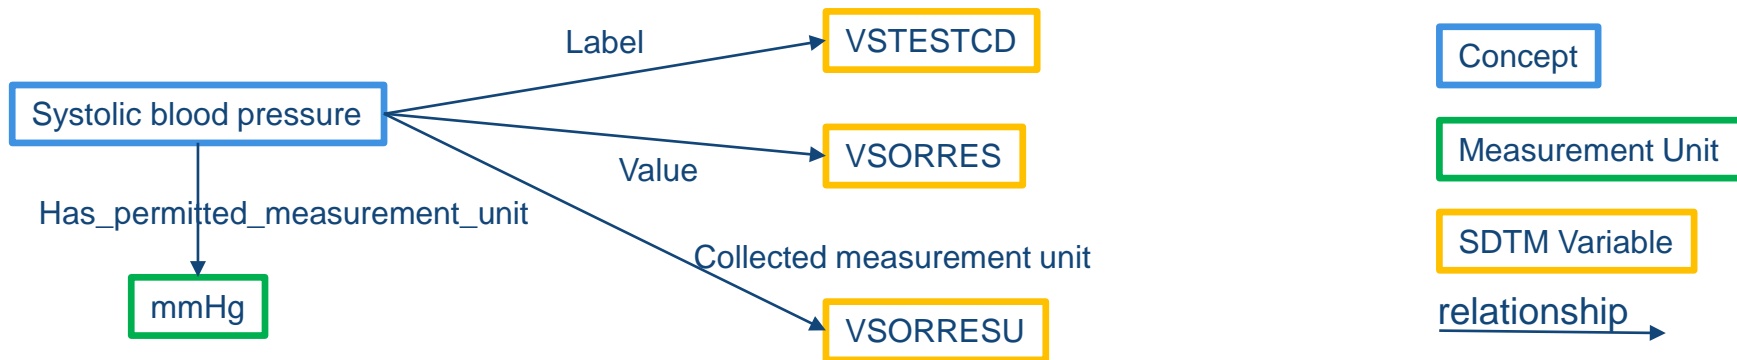 Label
VSTESTCD
Concept
Systolic blood pressure
VSORRES
Measurement Unit
Value
Has_permitted_measurement_unit
SDTM Variable
Collected measurement unit
mmHg
VSORRESU
relationship